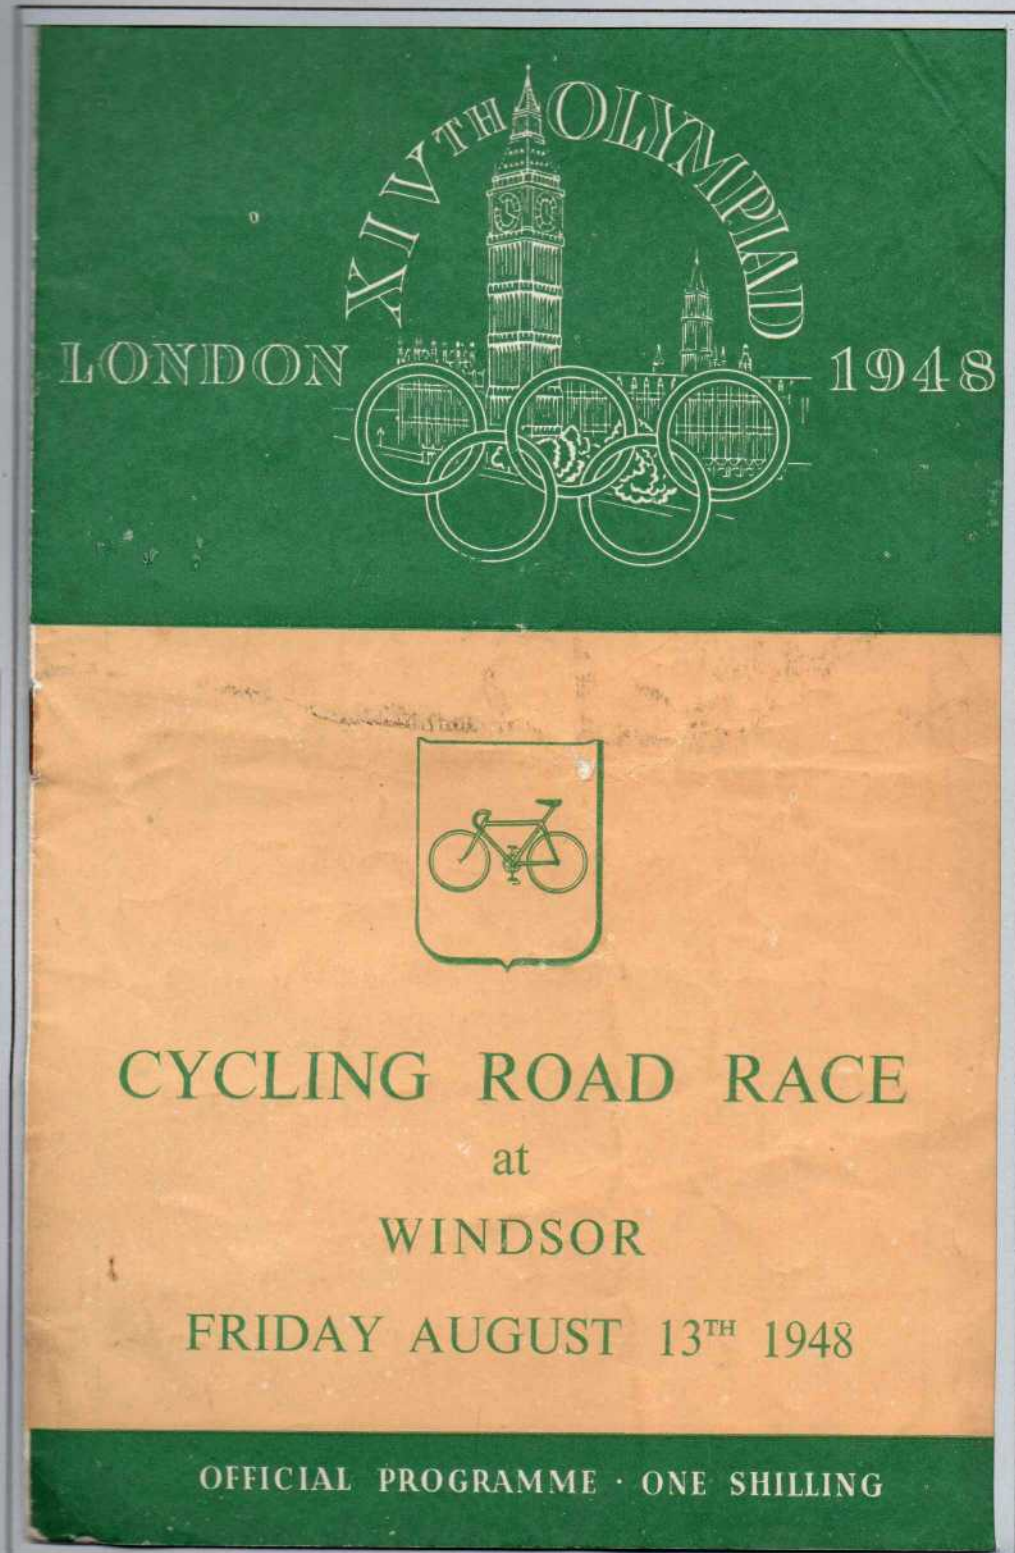 XIVTH OLYMPIAD
LONDON 1948
CYCLING ROAD RACE
at
WINDSOR
FRIDAY AUGUST 13TH 1948
OFFICIAL PROGRAMME · ONE SHILLING